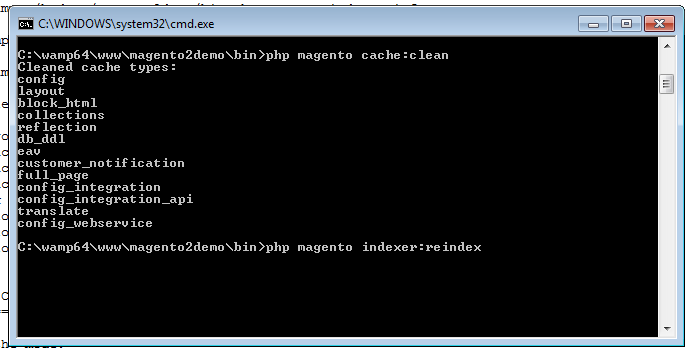 C:\WINDOWS\system32\cmd.exe
C:\wamp64\www\magento2demo\bin>php magento cache:clean
Cleaned cache types:
config
layout
block_html
collections
reflection
db_ddl
eav
customer_notification
full_page
config_integration
config_integration_api
translate
config_webservice
C:\wamp64\www\magento2demo\bin>php magento indexer:reindex